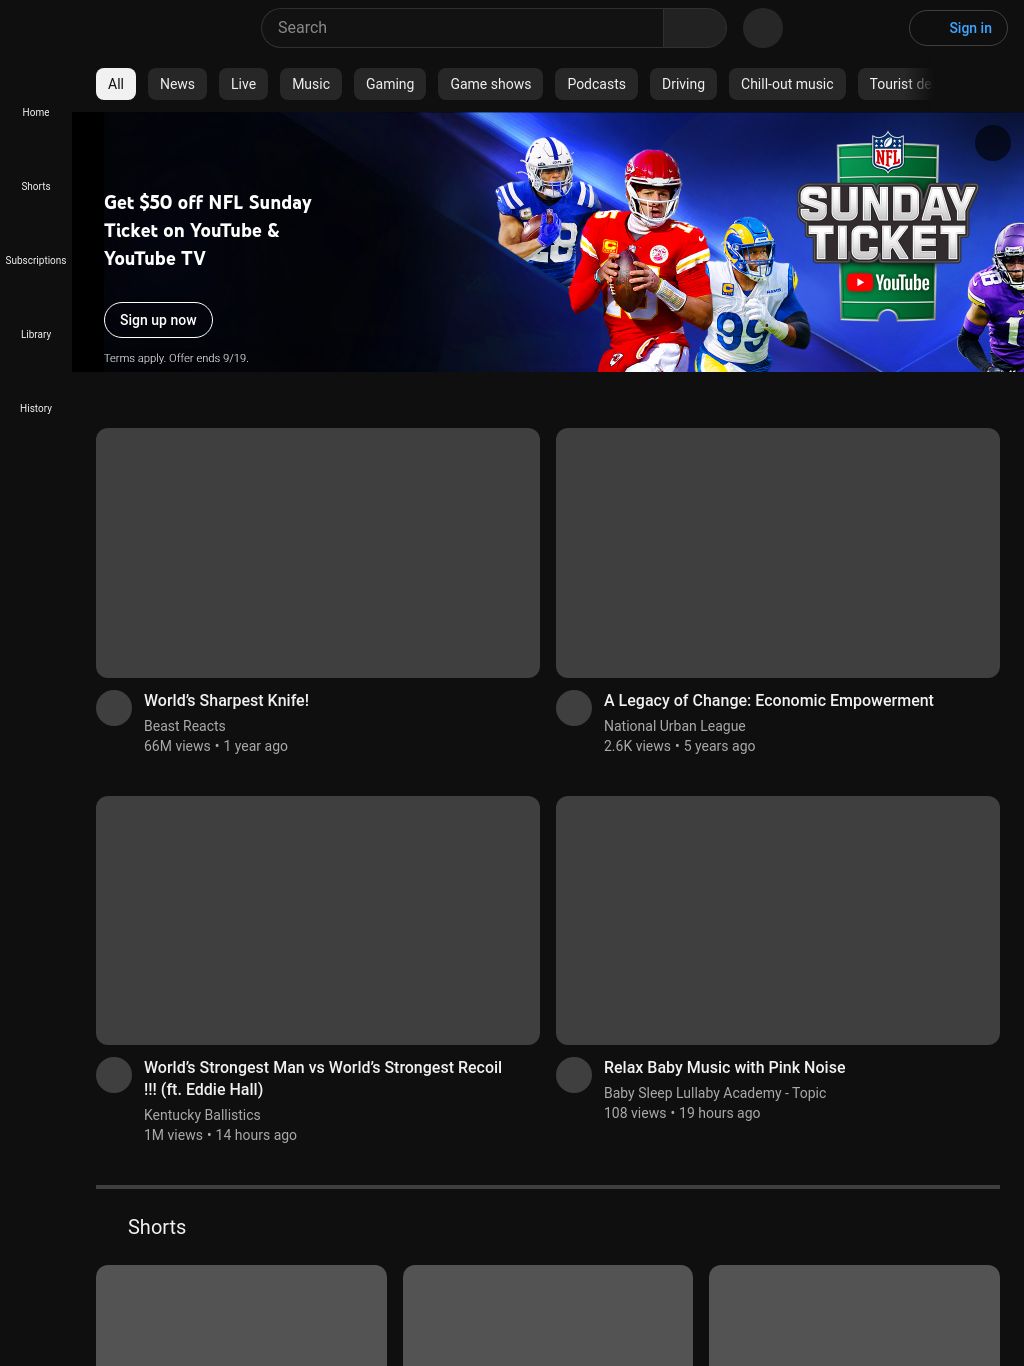 Search
Sign in
All
News
Live
Music
Gaming
Game shows
Podcasts
Driving
Chill-out music
Tourist de
Home
Shorts
Subscriptions
Library
History
Get $50 off NFL Sunday
Ticket on YouTube &
YouTube TV
Sign up now
Terms apply. Offer ends 9/19.
NFL
SUNDAY
TICKET
YouTube
28
15
99
RAMS
18
World's Sharpest Knife!
Beast Reacts
66M views • 1 year ago
A Legacy of Change: Economic Empowerment
National Urban League
2.6K views • 5 years ago
World's Strongest Man vs World's Strongest Recoil
!!! (ft. Eddie Hall)
Kentucky Ballistics
1M views • 14 hours ago
Relax Baby Music with Pink Noise
Baby Sleep Lullaby Academy - Topic
108 views • 19 hours ago
Shorts